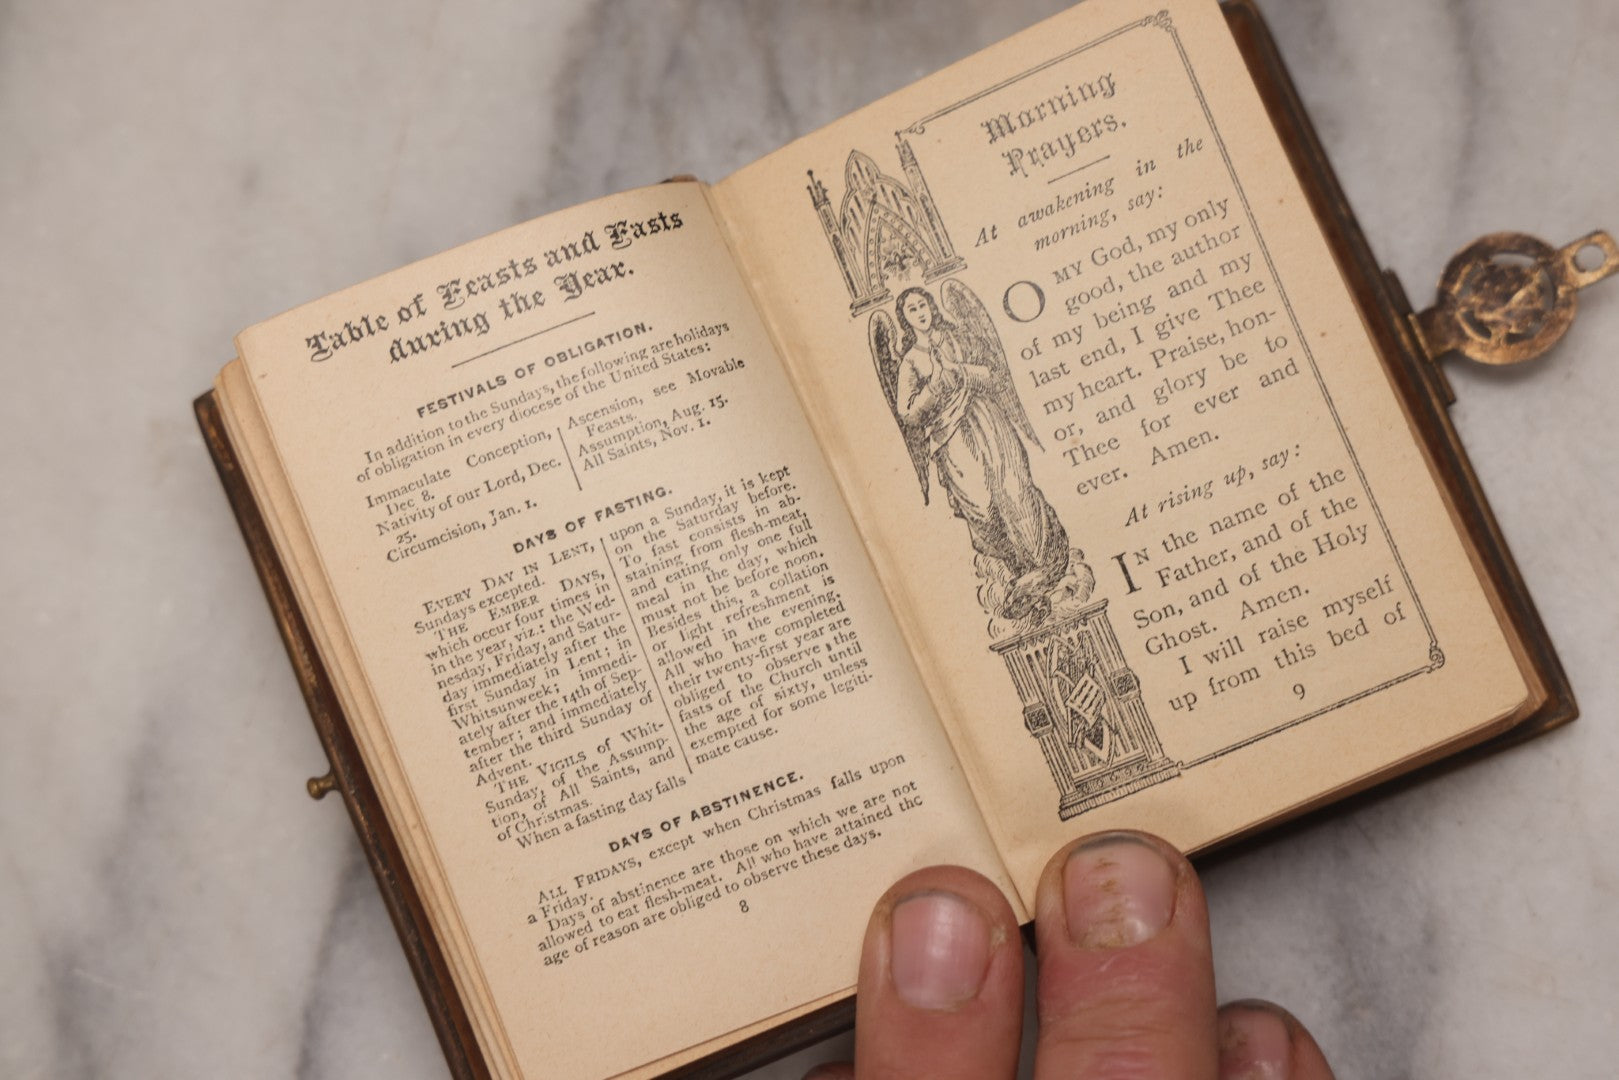 Table of Feasts and Fasts
during the Year.
FESTIVALS OF OBLIGATION.
In addition to the Sundays, the following are holidays
of obligation in every diocese of the United States:
Immaculate Conception,
Dec. 8.
Nativity of our Lord, Dec.
25.
Circumcision, Jan. 1.
Ascension, see Movable
Feasts.
Assumption, Aug. 15.
All Saints, Nov. 1.
DAYS OF FASTING.
EVERY DAY IN LENT,
Sundays excepted.
THE EMBER DAYS,
which occur four times in
in the year, viz.: the Wed-
nesday, Friday, and Satur-
day immediately after the
first Sunday in Lent; in
Whitsunweek; immedi-
ately after the 14th of Sep-
tember; and immediately
after the third Sunday of
Advent.
THE VIGILS of Whit-
Sunday, of the Assump-
tion, of All Saints, and
of Christmas.
When a fasting day falls
upon a Sunday, it is kept
on the Saturday before.
To fast consists in ab-
staining from flesh-meat,
and eating only one full
meal in the day, which
must not be before noon.
Besides this, a collation
or light refreshment is
allowed in the evening.
All who have completed
their twenty-first year are
obliged to observe the
fasts of the Church until
the age of sixty, unless
exempted for some legiti-
mate cause.
DAYS OF ABSTINENCE.
ALL FRIDAYS, except when Christmas falls upon
a Friday.
Days of abstinence are those on which we are not
allowed to eat flesh-meat. All who have attained the
age of reason are obliged to observe these days.
8
Morning
Prayers.
At awakening in the
morning, say:
O MY God, my only
good, the author
of my being and my
last end, I give Thee
my heart. Praise, hon-
or, and glory be to
Thee for ever and
ever. Amen.
At rising up, say:
IN the name of the
Father, and of the
Son, and of the Holy
Ghost. Amen.
I will raise myself
up from this bed of
9